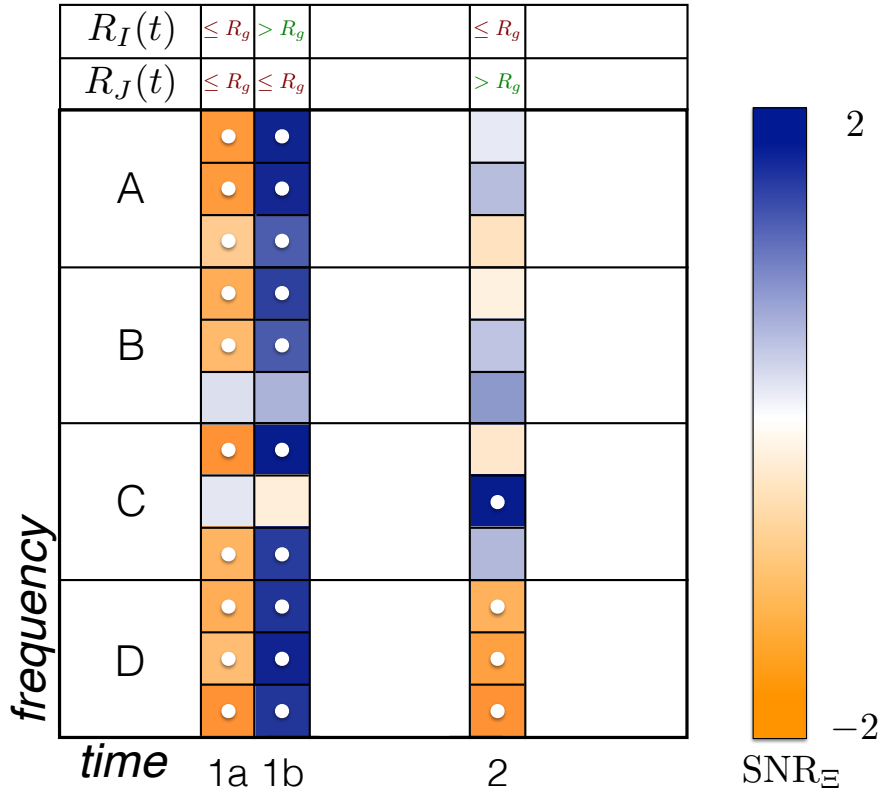 R_I(t) ≤ R_g > R_g ≤ R_g
R_J(t) ≤ R_g ≤ R_g > R_g
A
B
C
D
frequency
time 1a 1b 2
2
−2
SNR_Ξ